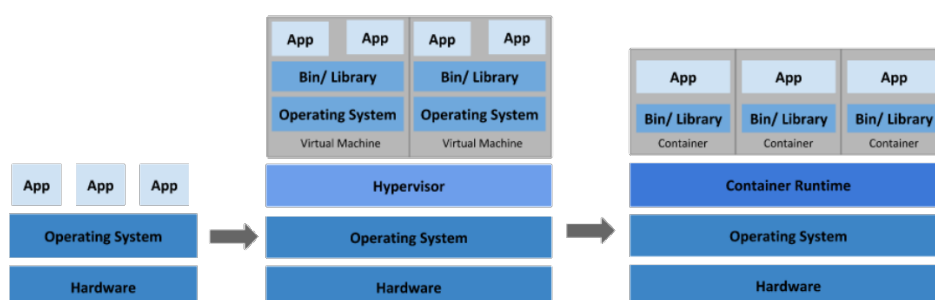 App App App
Operating System
Hardware
App App App App
Bin/ Library Bin/ Library
Operating System Operating System
Virtual Machine Virtual Machine
Hypervisor
Operating System
Hardware
App App App
Bin/ Library Bin/ Library Bin/ Library
Container Container Container
Container Runtime
Operating System
Hardware